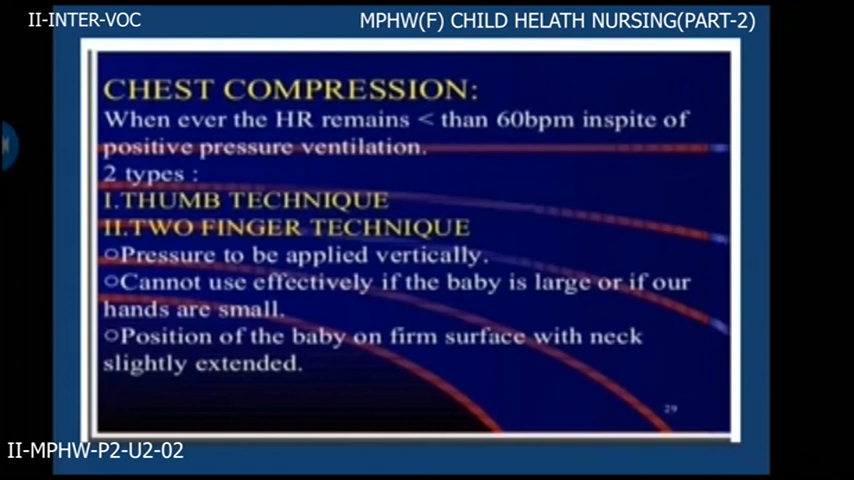 II-INTER-VOC
MPHW(F) CHILD HELATH NURSING(PART-2)
CHEST COMPRESSION:
When ever the HR remains < than 60bpm inspite of
positive pressure ventilation.
2 types :
I.THUMB TECHNIQUE
II.TWO FINGER TECHNIQUE
○Pressure to be applied vertically.
○Cannot use effectively if the baby is large or if our
hands are small.
○Position of the baby on firm surface with neck
slightly extended.
29
II-MPHW-P2-U2-02